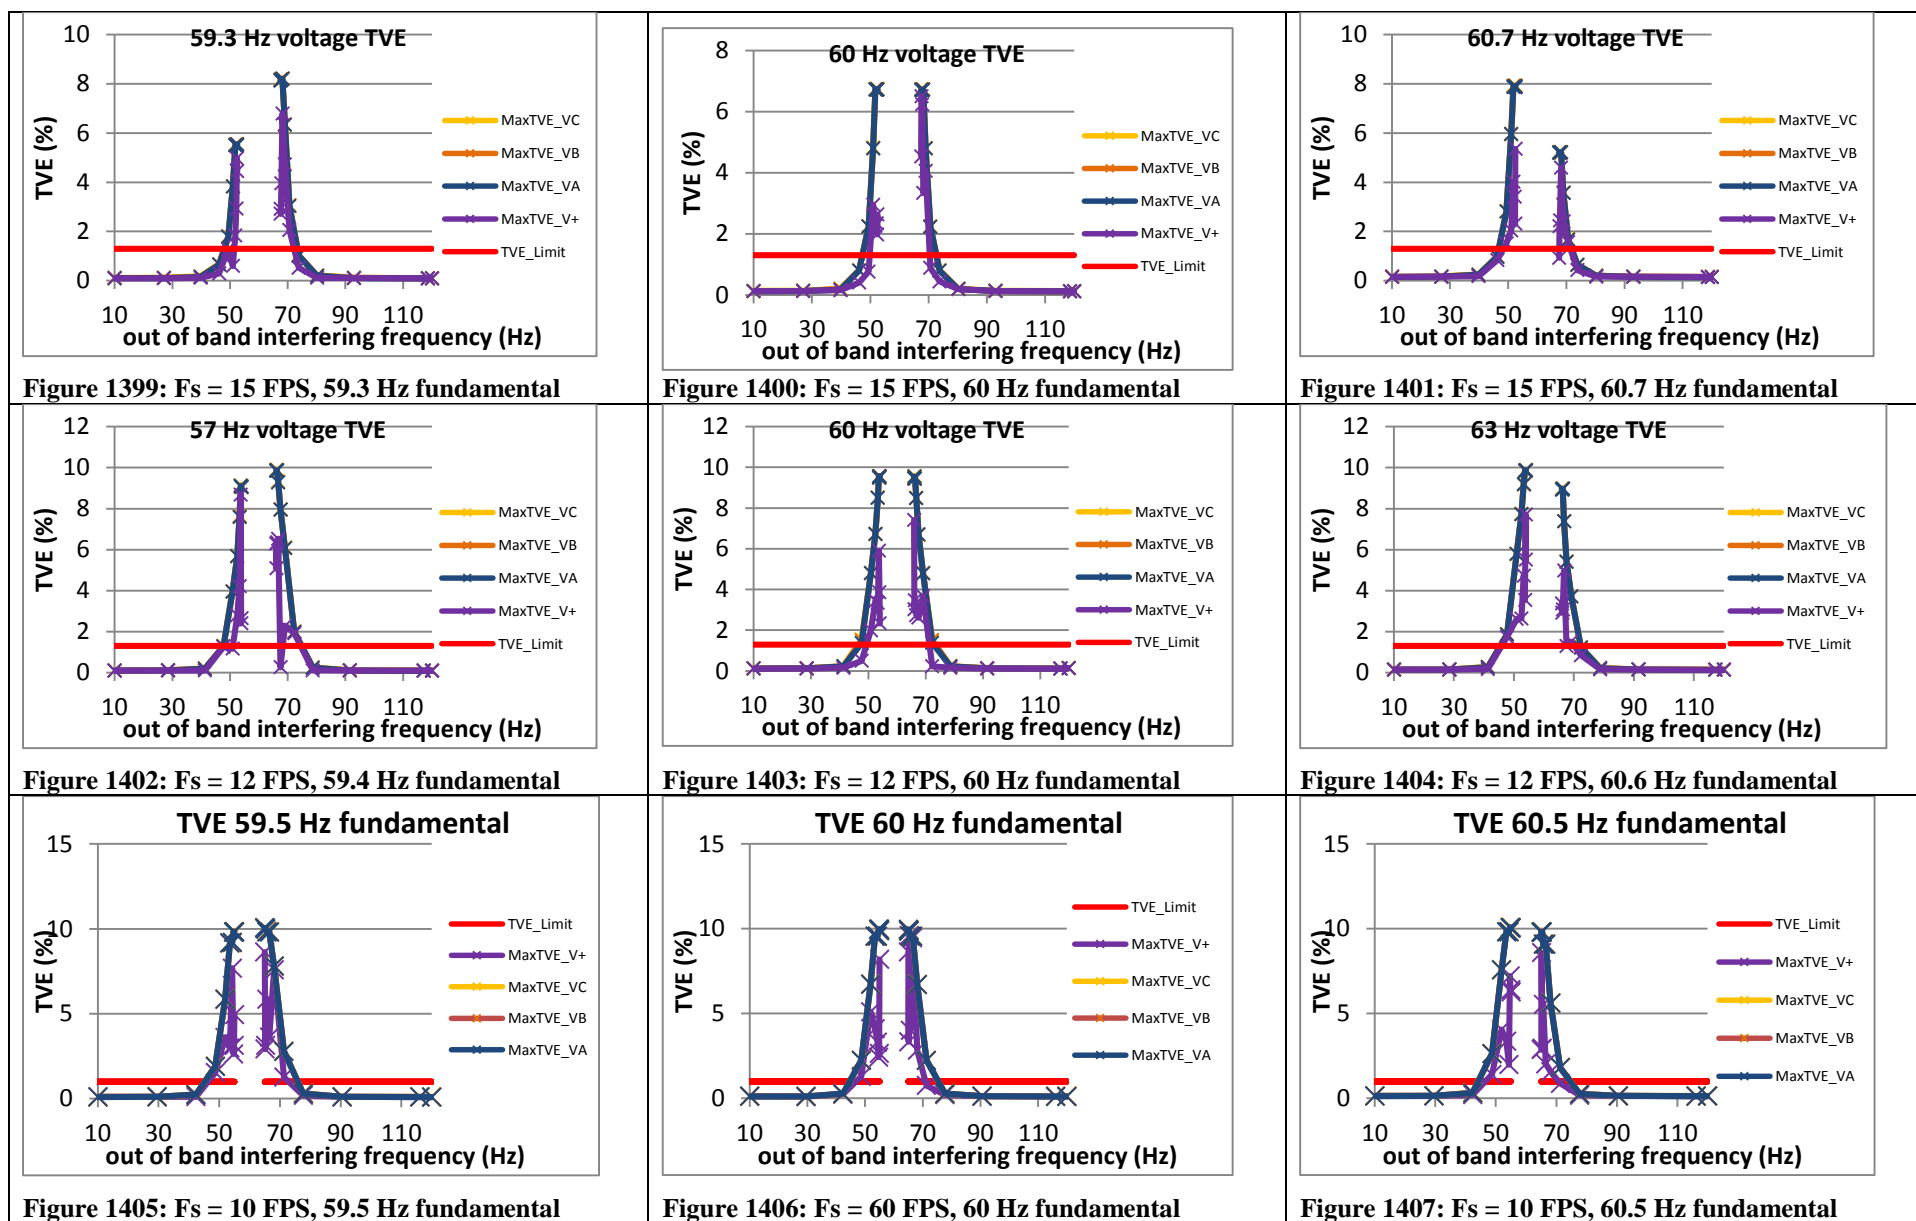 59.3 Hz voltage TVE
10
8
6
4
2
0
TVE (%)
10 30 50 70 90 110
out of band interfering frequency (Hz)
MaxTVE_VC
MaxTVE_VB
MaxTVE_VA
MaxTVE_V+
TVE_Limit
Figure 1399: Fs = 15 FPS, 59.3 Hz fundamental
60 Hz voltage TVE
8
6
4
2
0
TVE (%)
10 30 50 70 90 110
out of band interfering frequency (Hz)
MaxTVE_VC
MaxTVE_VB
MaxTVE_VA
MaxTVE_V+
TVE_Limit
Figure 1400: Fs = 15 FPS, 60 Hz fundamental
60.7 Hz voltage TVE
10
8
6
4
2
0
TVE (%)
10 30 50 70 90 110
out of band interfering frequency (Hz)
MaxTVE_VC
MaxTVE_VB
MaxTVE_VA
MaxTVE_V+
TVE_Limit
Figure 1401: Fs = 15 FPS, 60.7 Hz fundamental
57 Hz voltage TVE
12
10
8
6
4
2
0
TVE (%)
10 30 50 70 90 110
out of band interfering frequency (Hz)
MaxTVE_VC
MaxTVE_VB
MaxTVE_VA
MaxTVE_V+
TVE_Limit
Figure 1402: Fs = 12 FPS, 59.4 Hz fundamental
60 Hz voltage TVE
12
10
8
6
4
2
0
TVE (%)
10 30 50 70 90 110
out of band interfering frequency (Hz)
MaxTVE_VC
MaxTVE_VB
MaxTVE_VA
MaxTVE_V+
TVE_Limit
Figure 1403: Fs = 12 FPS, 60 Hz fundamental
63 Hz voltage TVE
12
10
8
6
4
2
0
TVE (%)
10 30 50 70 90 110
out of band interfering frequency (Hz)
MaxTVE_VC
MaxTVE_VB
MaxTVE_VA
MaxTVE_V+
TVE_Limit
Figure 1404: Fs = 12 FPS, 60.6 Hz fundamental
TVE 59.5 Hz fundamental
15
10
5
0
TVE (%)
10 30 50 70 90 110
out of band interfering frequency (Hz)
TVE_Limit
MaxTVE_V+
MaxTVE_VC
MaxTVE_VB
MaxTVE_VA
Figure 1405: Fs = 10 FPS, 59.5 Hz fundamental
TVE 60 Hz fundamental
15
10
5
0
TVE (%)
10 30 50 70 90 110
out of band interfering frequency (Hz)
TVE_Limit
MaxTVE_V+
MaxTVE_VC
MaxTVE_VB
MaxTVE_VA
Figure 1406: Fs = 60 FPS, 60 Hz fundamental
TVE 60.5 Hz fundamental
15
10
5
0
TVE (%)
10 30 50 70 90 110
out of band interfering frequency (Hz)
TVE_Limit
MaxTVE_V+
MaxTVE_VC
MaxTVE_VB
MaxTVE_VA
Figure 1407: Fs = 10 FPS, 60.5 Hz fundamental